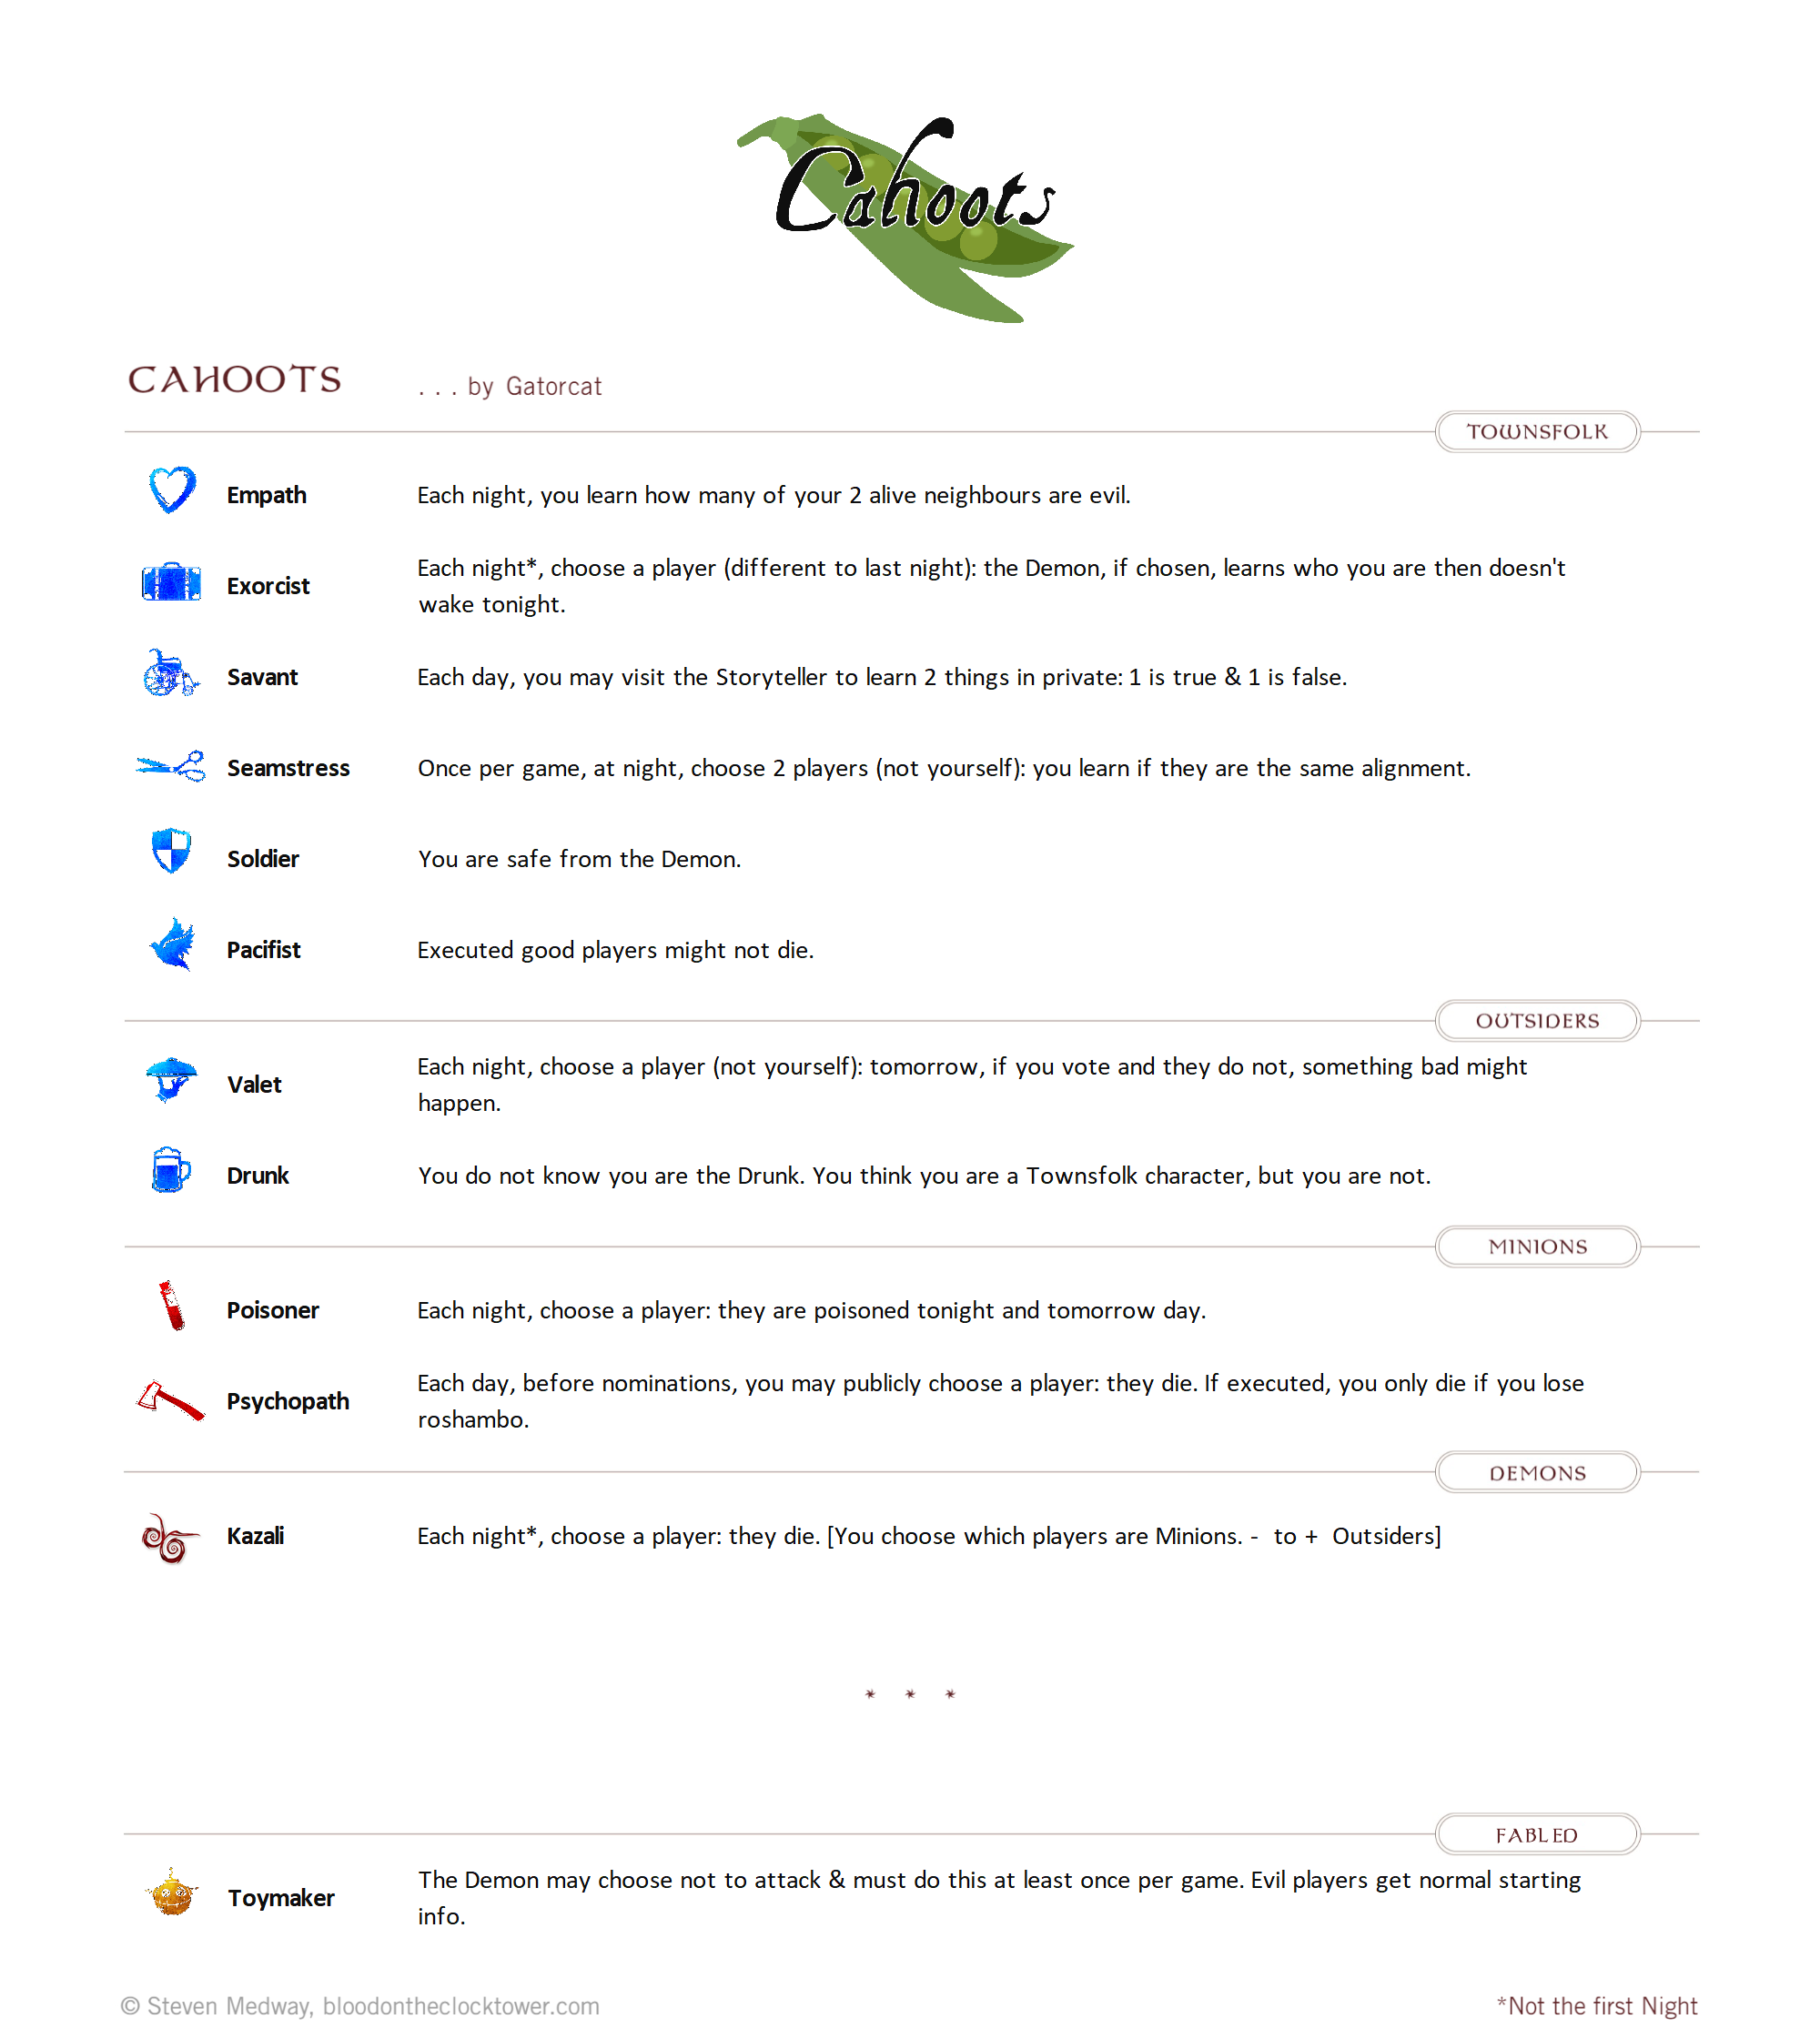 Cahoots
CAHOOTS . . . by Gatorcat
TOWNSFOLK
Empath Each night, you learn how many of your 2 alive neighbours are evil.
Exorcist Each night*, choose a player (different to last night): the Demon, if chosen, learns who you are then doesn't
wake tonight.
Savant Each day, you may visit the Storyteller to learn 2 things in private: 1 is true & 1 is false.
Seamstress Once per game, at night, choose 2 players (not yourself): you learn if they are the same alignment.
Soldier You are safe from the Demon.
Pacifist Executed good players might not die.
OUTSIDERS
Valet Each night, choose a player (not yourself): tomorrow, if you vote and they do not, something bad might
happen.
Drunk You do not know you are the Drunk. You think you are a Townsfolk character, but you are not.
MINIONS
Poisoner Each night, choose a player: they are poisoned tonight and tomorrow day.
Psychopath Each day, before nominations, you may publicly choose a player: they die. If executed, you only die if you lose
roshambo.
DEMONS
Kazali Each night*, choose a player: they die. [You choose which players are Minions. - to + Outsiders]
* * *
FABLED
Toymaker The Demon may choose not to attack & must do this at least once per game. Evil players get normal starting
info.
© Steven Medway, bloodontheclocktower.com *Not the first Night